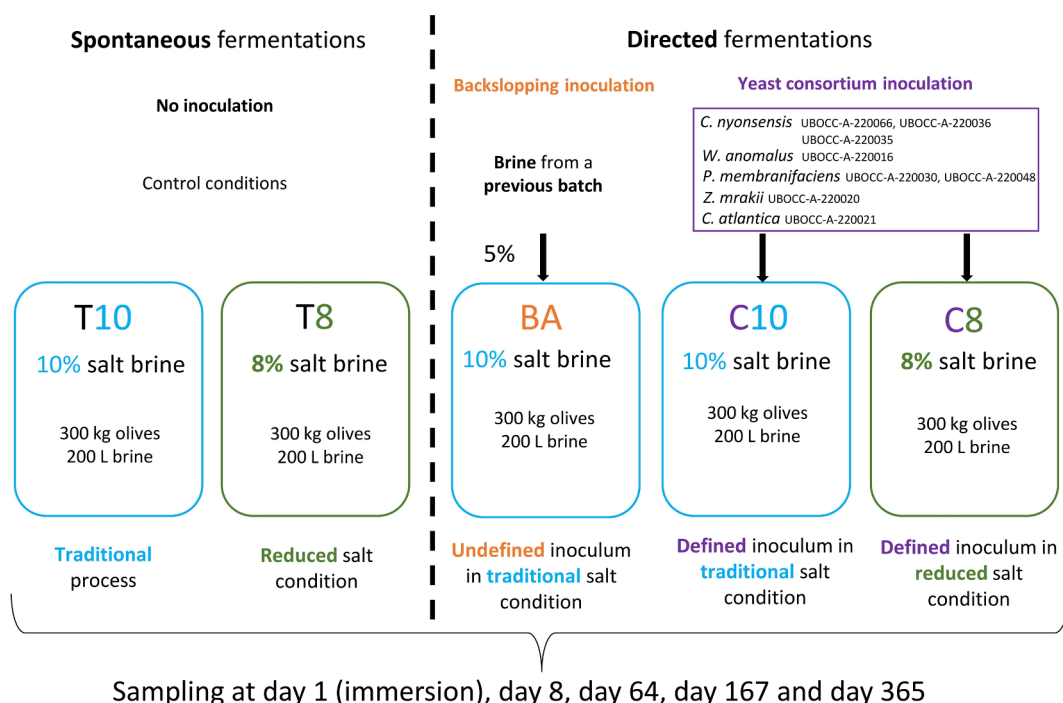 Spontaneous fermentations
No inoculation
Control conditions
Directed fermentations
Backslopping inoculation
Brine from a
previous batch
5%
Yeast consortium inoculation
C. nyonsensis UBOCC-A-220066, UBOCC-A-220036
UBOCC-A-220035
W. anomalus UBOCC-A-220016
P. membranifaciens UBOCC-A-220030, UBOCC-A-220048
Z. mrakii UBOCC-A-220020
C. atlantica UBOCC-A-220021
T10
10% salt brine
300 kg olives
200 L brine
Traditional
process
T8
8% salt brine
300 kg olives
200 L brine
Reduced salt
condition
BA
10% salt brine
300 kg olives
200 L brine
Undefined inoculum
in traditional salt
condition
C10
10% salt brine
300 kg olives
200 L brine
Defined inoculum in
traditional salt
condition
C8
8% salt brine
300 kg olives
200 L brine
Defined inoculum in
reduced salt
condition
Sampling at day 1 (immersion), day 8, day 64, day 167 and day 365